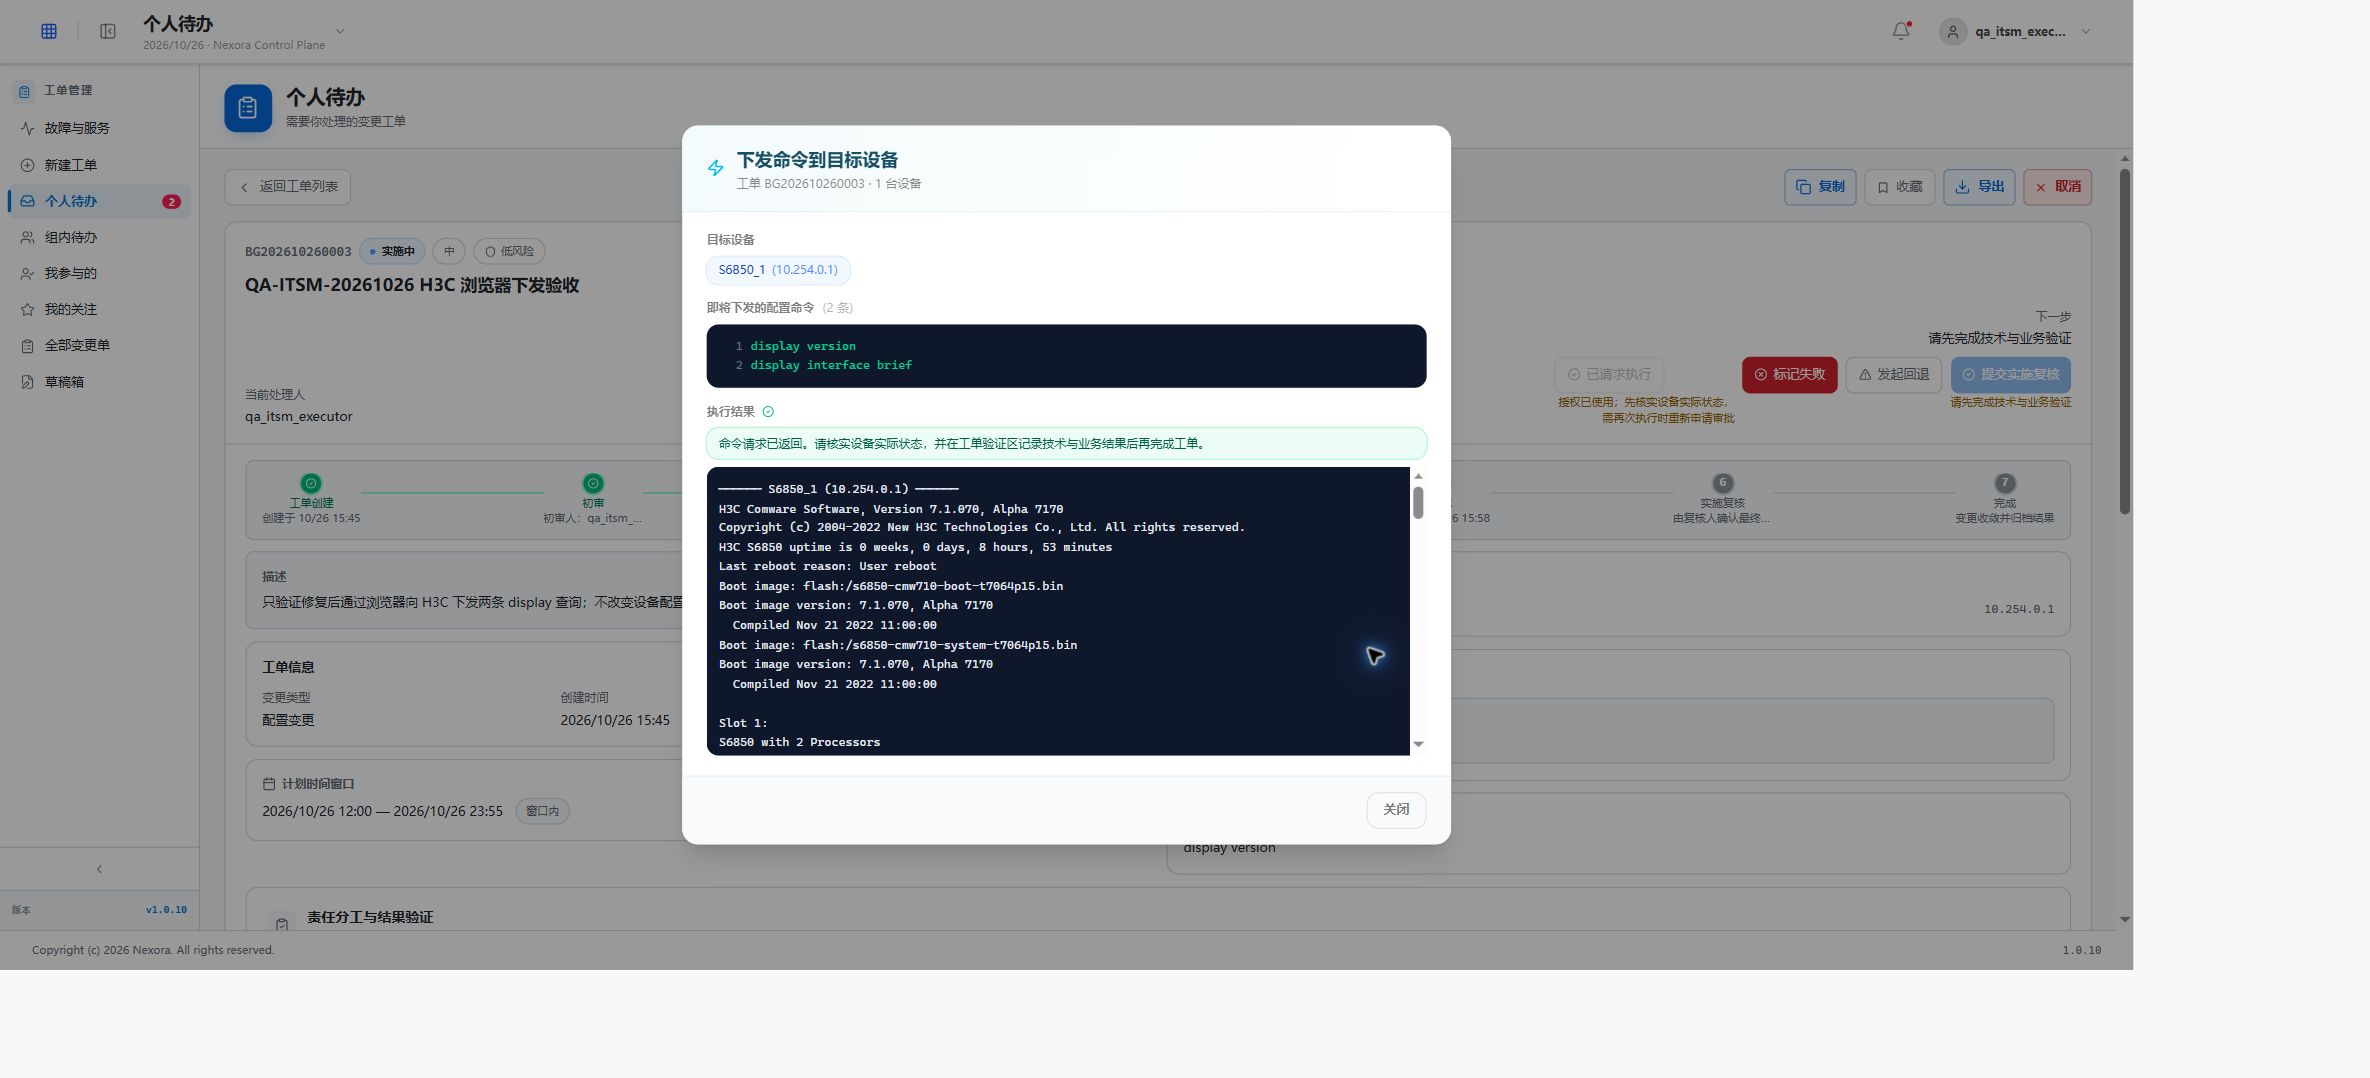 个人待办
2026/10/26 · Nexora Control Plane
qa_itsm_exec...
工单管理
故障与服务
新建工单
个人待办 2
组内待办
我参与的
我的关注
全部变更单
草稿箱
版本 v1.0.10
个人待办
需要你处理的变更工单
返回工单列表
复制 收藏 导出 取消
BG202610260003 实施中 中 低风险
QA-ITSM-20261026 H3C 浏览器下发验收
当前处理人
qa_itsm_executor
下一步
请先完成技术与业务验证
已请求执行 标记失败 发起回退 提交实施复核
授权已使用；先核实设备实际状态，
需再次执行时重新申请审批
请先完成技术与业务验证
工单创建
创建于 10/26 15:45
初审
初审人：qa_itsm_...
6 15:58
6
实施复核
由复核人确认最终...
7
完成
变更收敛并归档结果
描述
只验证修复后通过浏览器向 H3C 下发两条 display 查询；不改变设备配置
10.254.0.1
工单信息
变更类型
配置变更
创建时间
2026/10/26 15:45
计划时间窗口
2026/10/26 12:00 — 2026/10/26 23:55 窗口内
display version
责任分工与结果验证
下发命令到目标设备
工单 BG202610260003 · 1 台设备
目标设备
S6850_1 (10.254.0.1)
即将下发的配置命令 (2 条)
1 display version
2 display interface brief
执行结果
命令请求已返回。请核实设备实际状态，并在工单验证区记录技术与业务结果后再完成工单。
—————— S6850_1 (10.254.0.1) ——————
H3C Comware Software, Version 7.1.070, Alpha 7170
Copyright (c) 2004-2022 New H3C Technologies Co., Ltd. All rights reserved.
H3C S6850 uptime is 0 weeks, 0 days, 8 hours, 53 minutes
Last reboot reason: User reboot
Boot image: flash:/s6850-cmw710-boot-t7064p15.bin
Boot image version: 7.1.070, Alpha 7170
Compiled Nov 21 2022 11:00:00
Boot image: flash:/s6850-cmw710-system-t7064p15.bin
Boot image version: 7.1.070, Alpha 7170
Compiled Nov 21 2022 11:00:00
Slot 1:
S6850 with 2 Processors
关闭
Copyright (c) 2026 Nexora. All rights reserved.
1.0.10